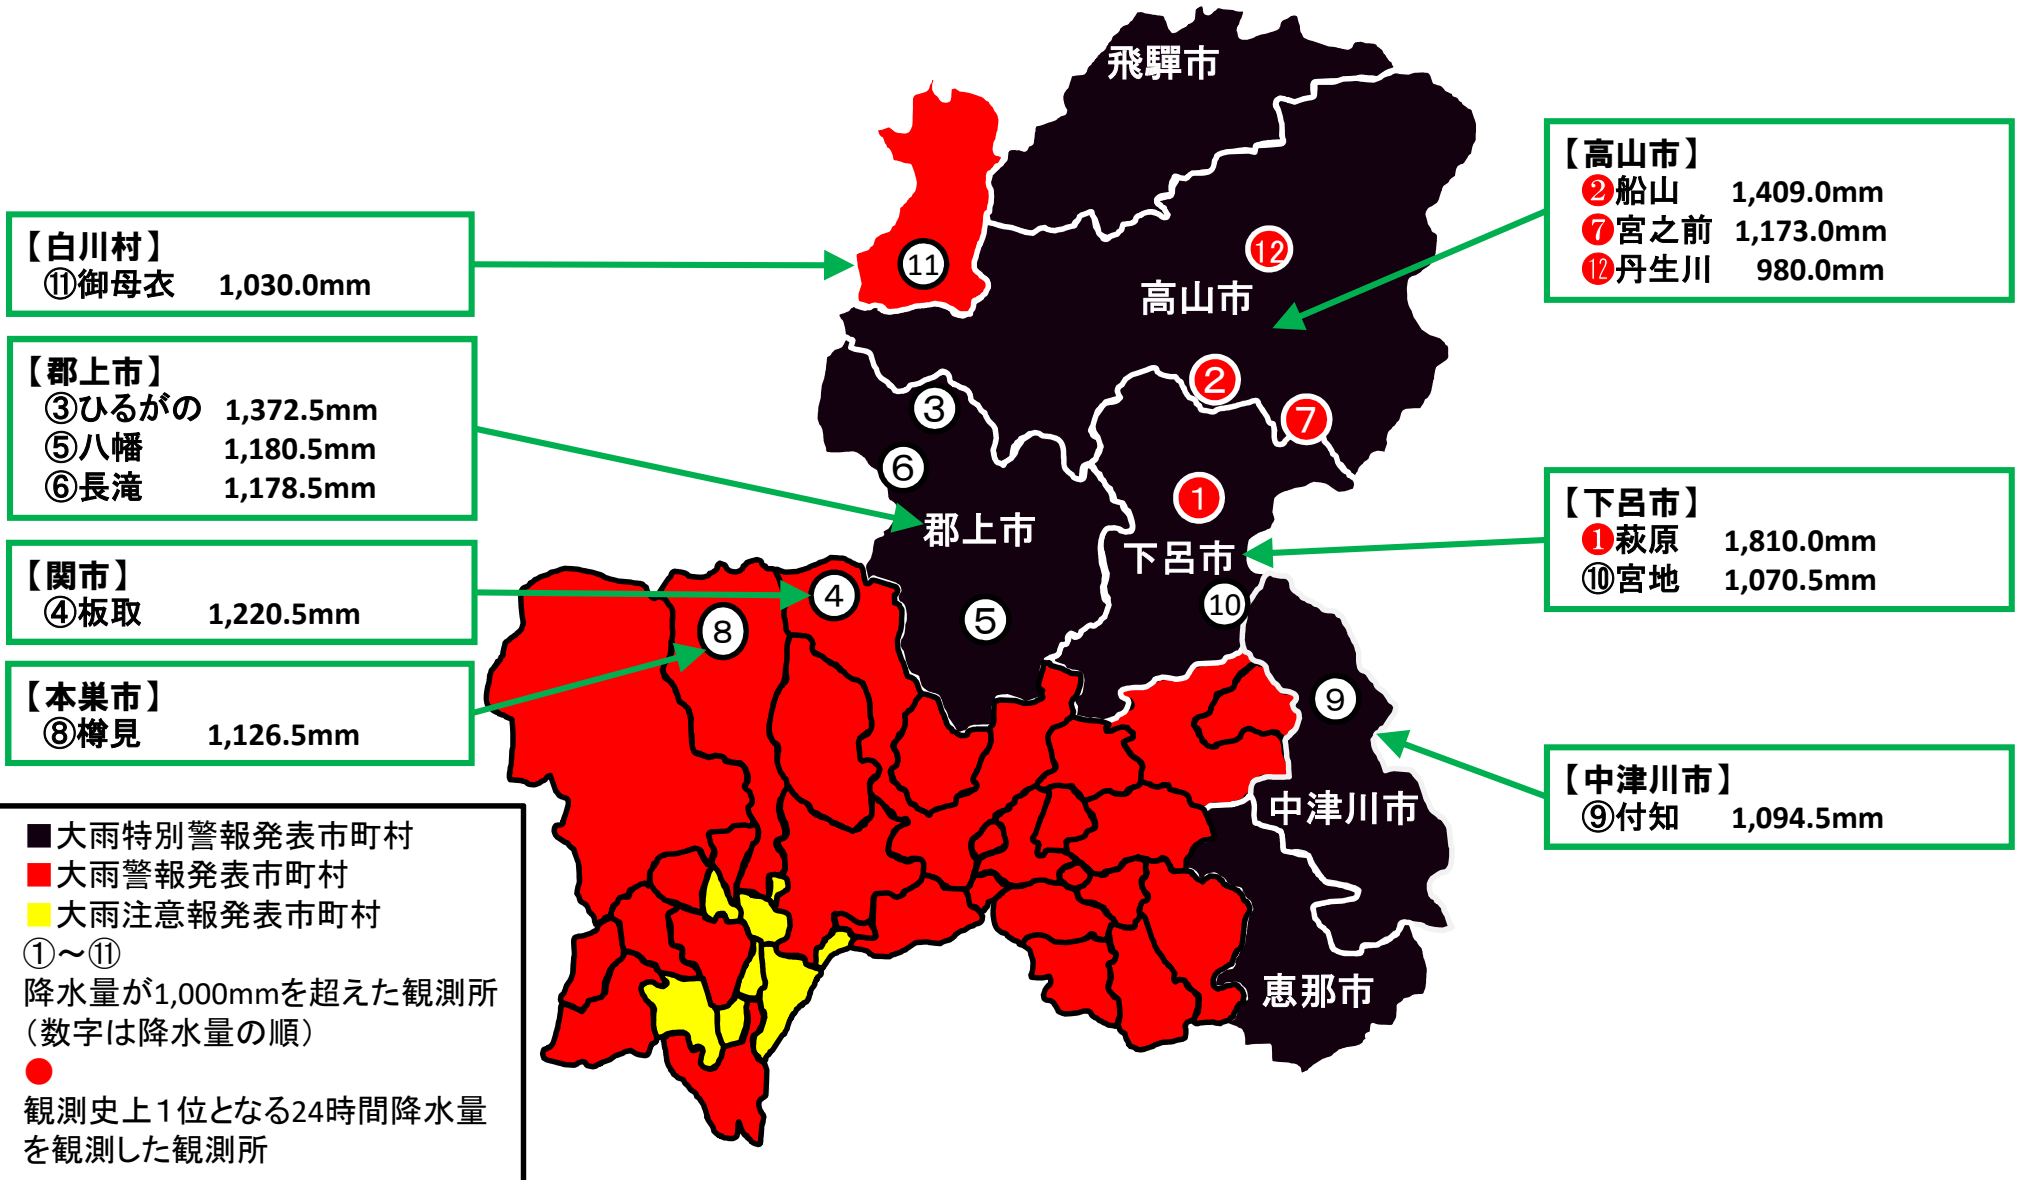 飛驒市
【白川村】
⑪御母衣 1,030.0mm
【郡上市】
③ひるがの 1,372.5mm
⑤八幡 1,180.5mm
⑥長滝 1,178.5mm
【関市】
④板取 1,220.5mm
【本巣市】
⑧樽見 1,126.5mm
【高山市】
❷船山 1,409.0mm
❼宮之前 1,173.0mm
⓬丹生川 980.0mm
【下呂市】
❶萩原 1,810.0mm
⑩宮地 1,070.5mm
【中津川市】
⑨付知 1,094.5mm
⑪
⓬
高山市
❷
③
❼
⑥
❶
郡上市
下呂市
④
⑩
⑤
⑧
⑨
中津川市
恵那市
■大雨特別警報発表市町村
■大雨警報発表市町村
■大雨注意報発表市町村
①～⑪
降水量が1,000mmを超えた観測所
（数字は降水量の順）
●
観測史上１位となる24時間降水量
を観測した観測所